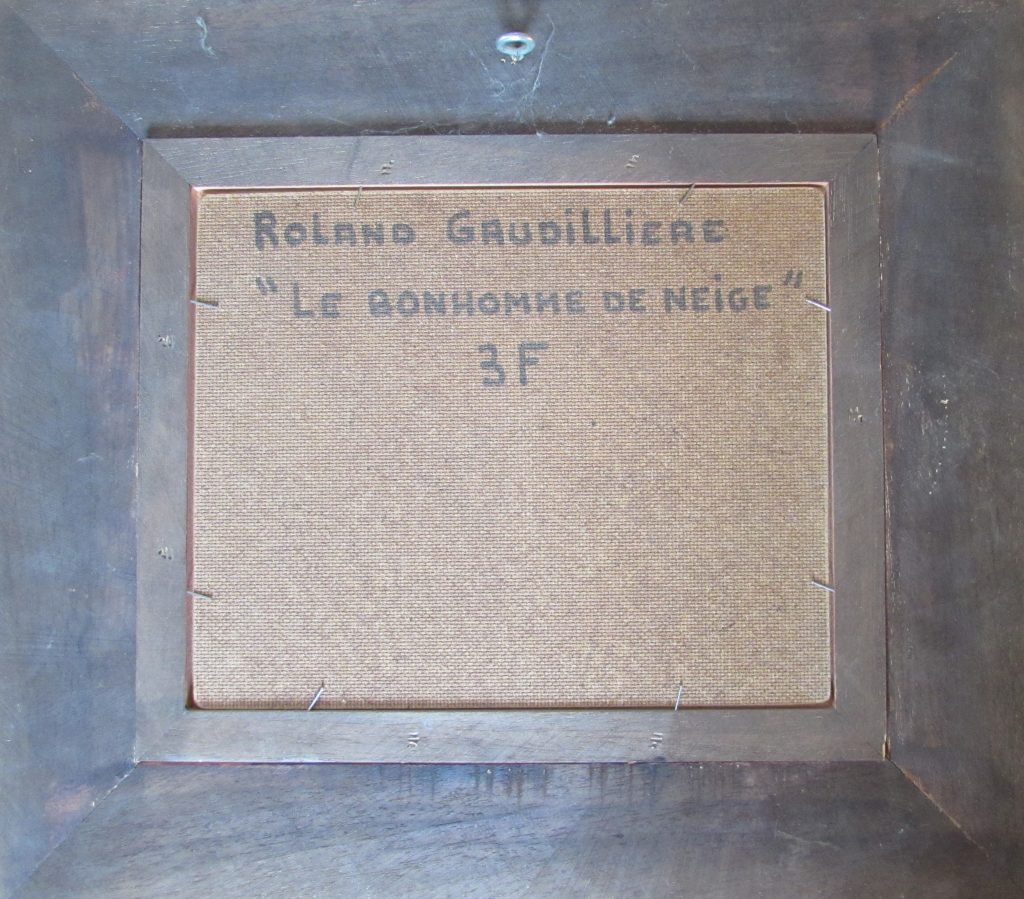 ROLAND GAUDILLIERE
"LE BONHOMME DE NEIGE"
3F